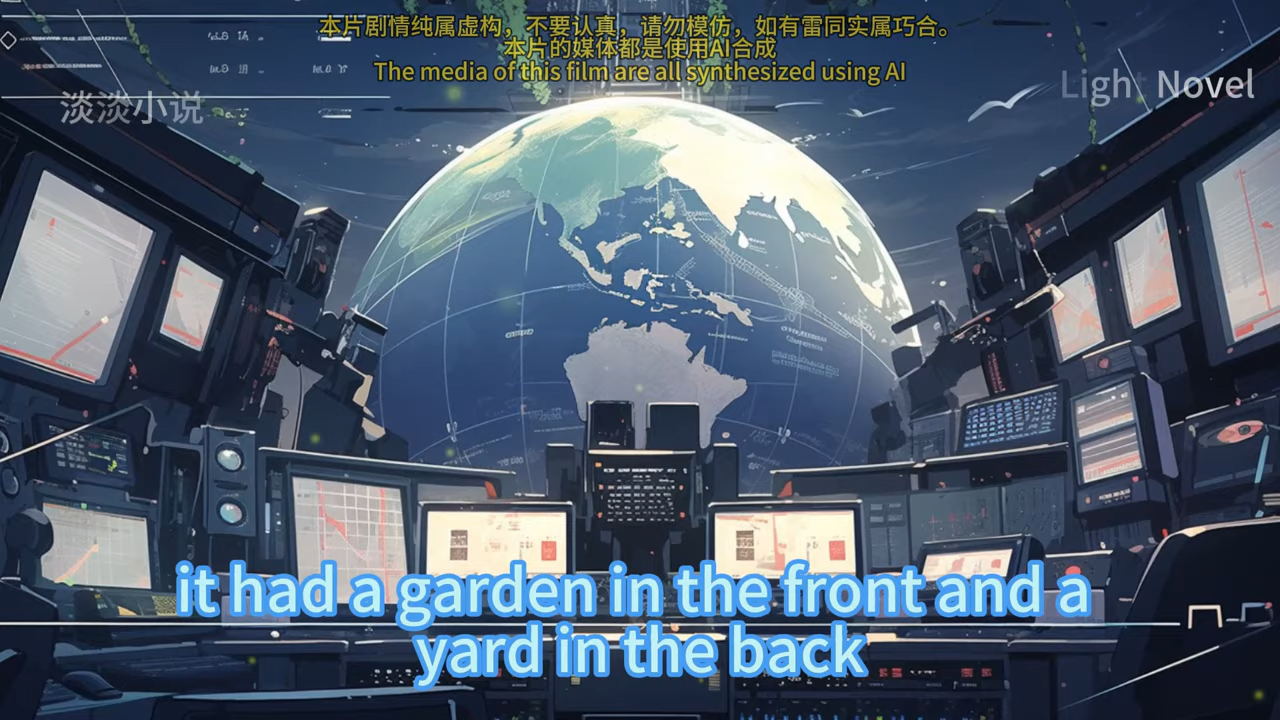 本片剧情纯属虚构，不要认真，请勿模仿，如有雷同实属巧合。
本片的媒体都是使用AI合成
The media of this film are all synthesized using AI
淡淡小说
Light Novel
it had a garden in the front and a
yard in the back